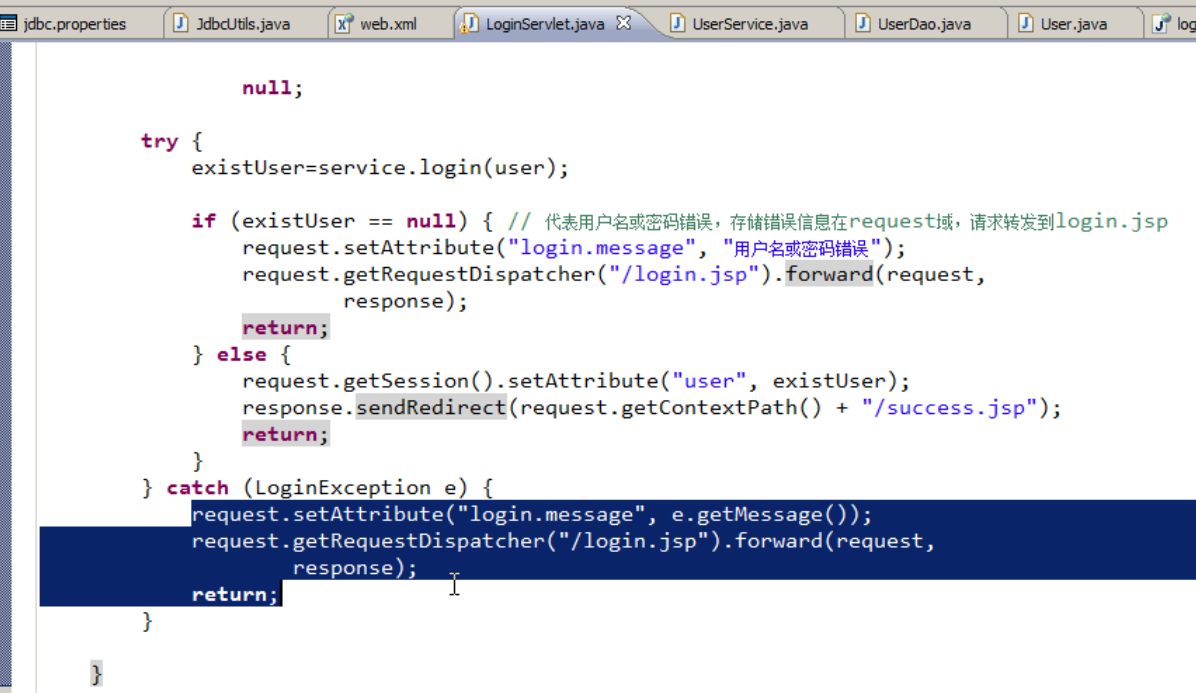 jdbc.properties JdbcUtils.java web.xml LoginServlet.java UserService.java UserDao.java User.java log
null;
try {
existUser=service.login(user);
if (existUser == null) { // 代表用户名或密码错误，存储错误信息在request域，请求转发到login.jsp
request.setAttribute("login.message", "用户名或密码错误");
request.getRequestDispatcher("/login.jsp").forward(request,
response);
return;
} else {
request.getSession().setAttribute("user", existUser);
response.sendRedirect(request.getContextPath() + "/success.jsp");
return;
}
} catch (LoginException e) {
request.setAttribute("login.message", e.getMessage());
request.getRequestDispatcher("/login.jsp").forward(request,
response);
return;
}
}